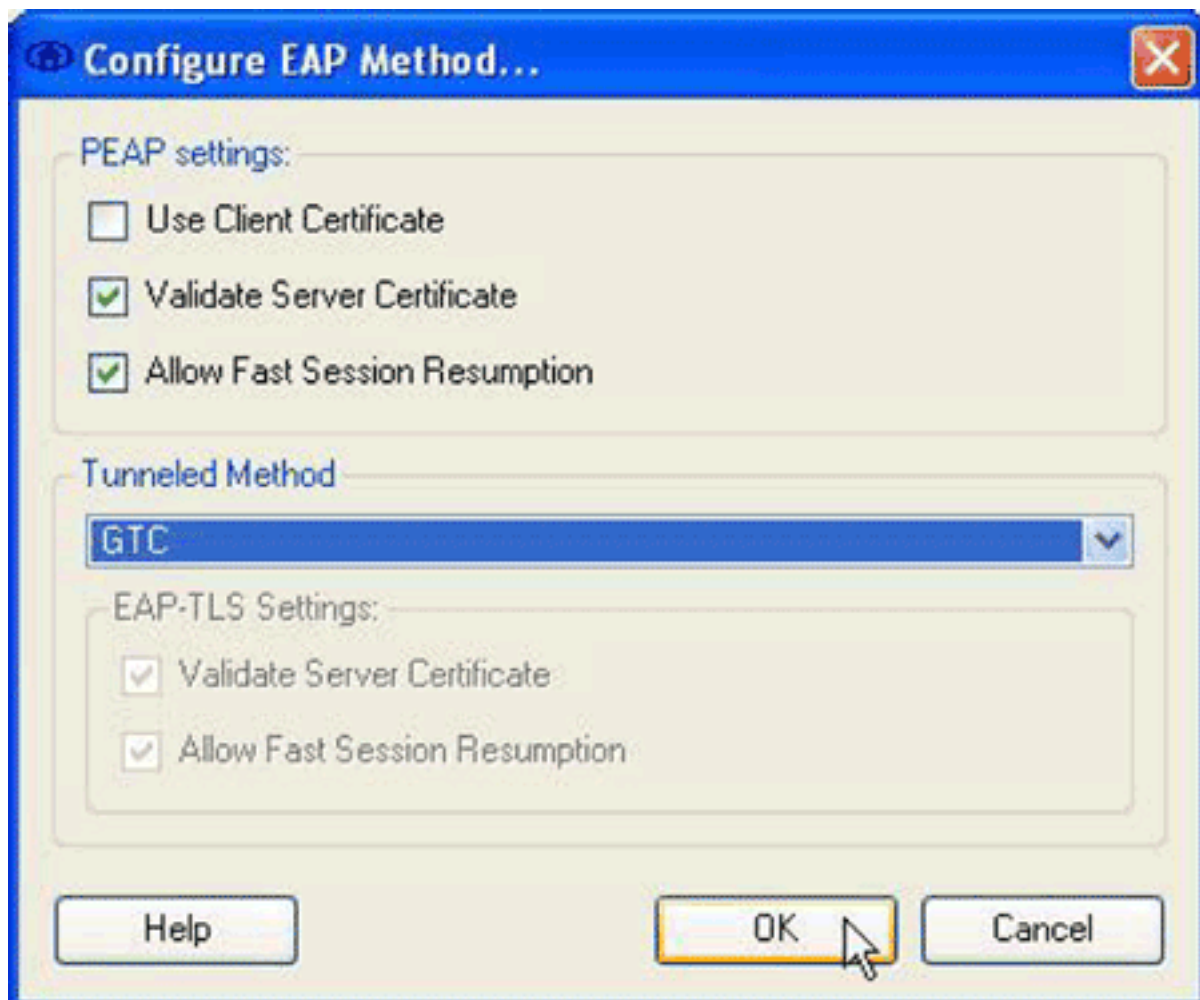 Configure EAP Method...
PEAP settings:
Use Client Certificate
Validate Server Certificate
Allow Fast Session Resumption
Tunneled Method
GTC
EAP-TLS Settings:
Validate Server Certificate
Allow Fast Session Resumption
Help
OK
Cancel